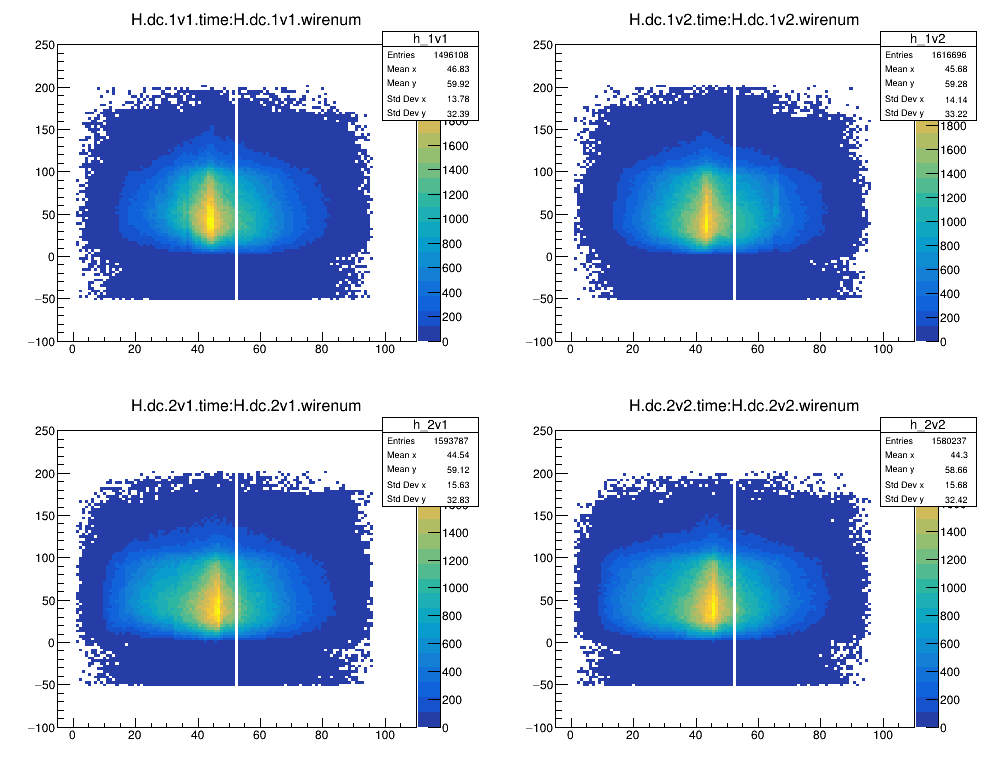 H.dc.1v1.time:H.dc.1v1.wirenum
h_1v1
Entries 1496108
Mean x 46.83
Mean y 59.92
Std Dev x 13.78
Std Dev y 32.39
250
200
150
100
50
0
−50
−100
0 20 40 60 80 100
1800
1600
1400
1200
1000
800
600
400
200
0
H.dc.1v2.time:H.dc.1v2.wirenum
h_1v2
Entries 1616696
Mean x 45.68
Mean y 59.28
Std Dev x 14.14
Std Dev y 33.22
250
200
150
100
50
0
−50
−100
0 20 40 60 80 100
1800
1600
1400
1200
1000
800
600
400
200
0
H.dc.2v1.time:H.dc.2v1.wirenum
h_2v1
Entries 1593787
Mean x 44.54
Mean y 59.12
Std Dev x 15.63
Std Dev y 32.83
250
200
150
100
50
0
−50
−100
0 20 40 60 80 100
1400
1200
1000
800
600
400
200
0
H.dc.2v2.time:H.dc.2v2.wirenum
h_2v2
Entries 1580237
Mean x 44.3
Mean y 58.66
Std Dev x 15.68
Std Dev y 32.42
250
200
150
100
50
0
−50
−100
0 20 40 60 80 100
1400
1200
1000
800
600
400
200
0